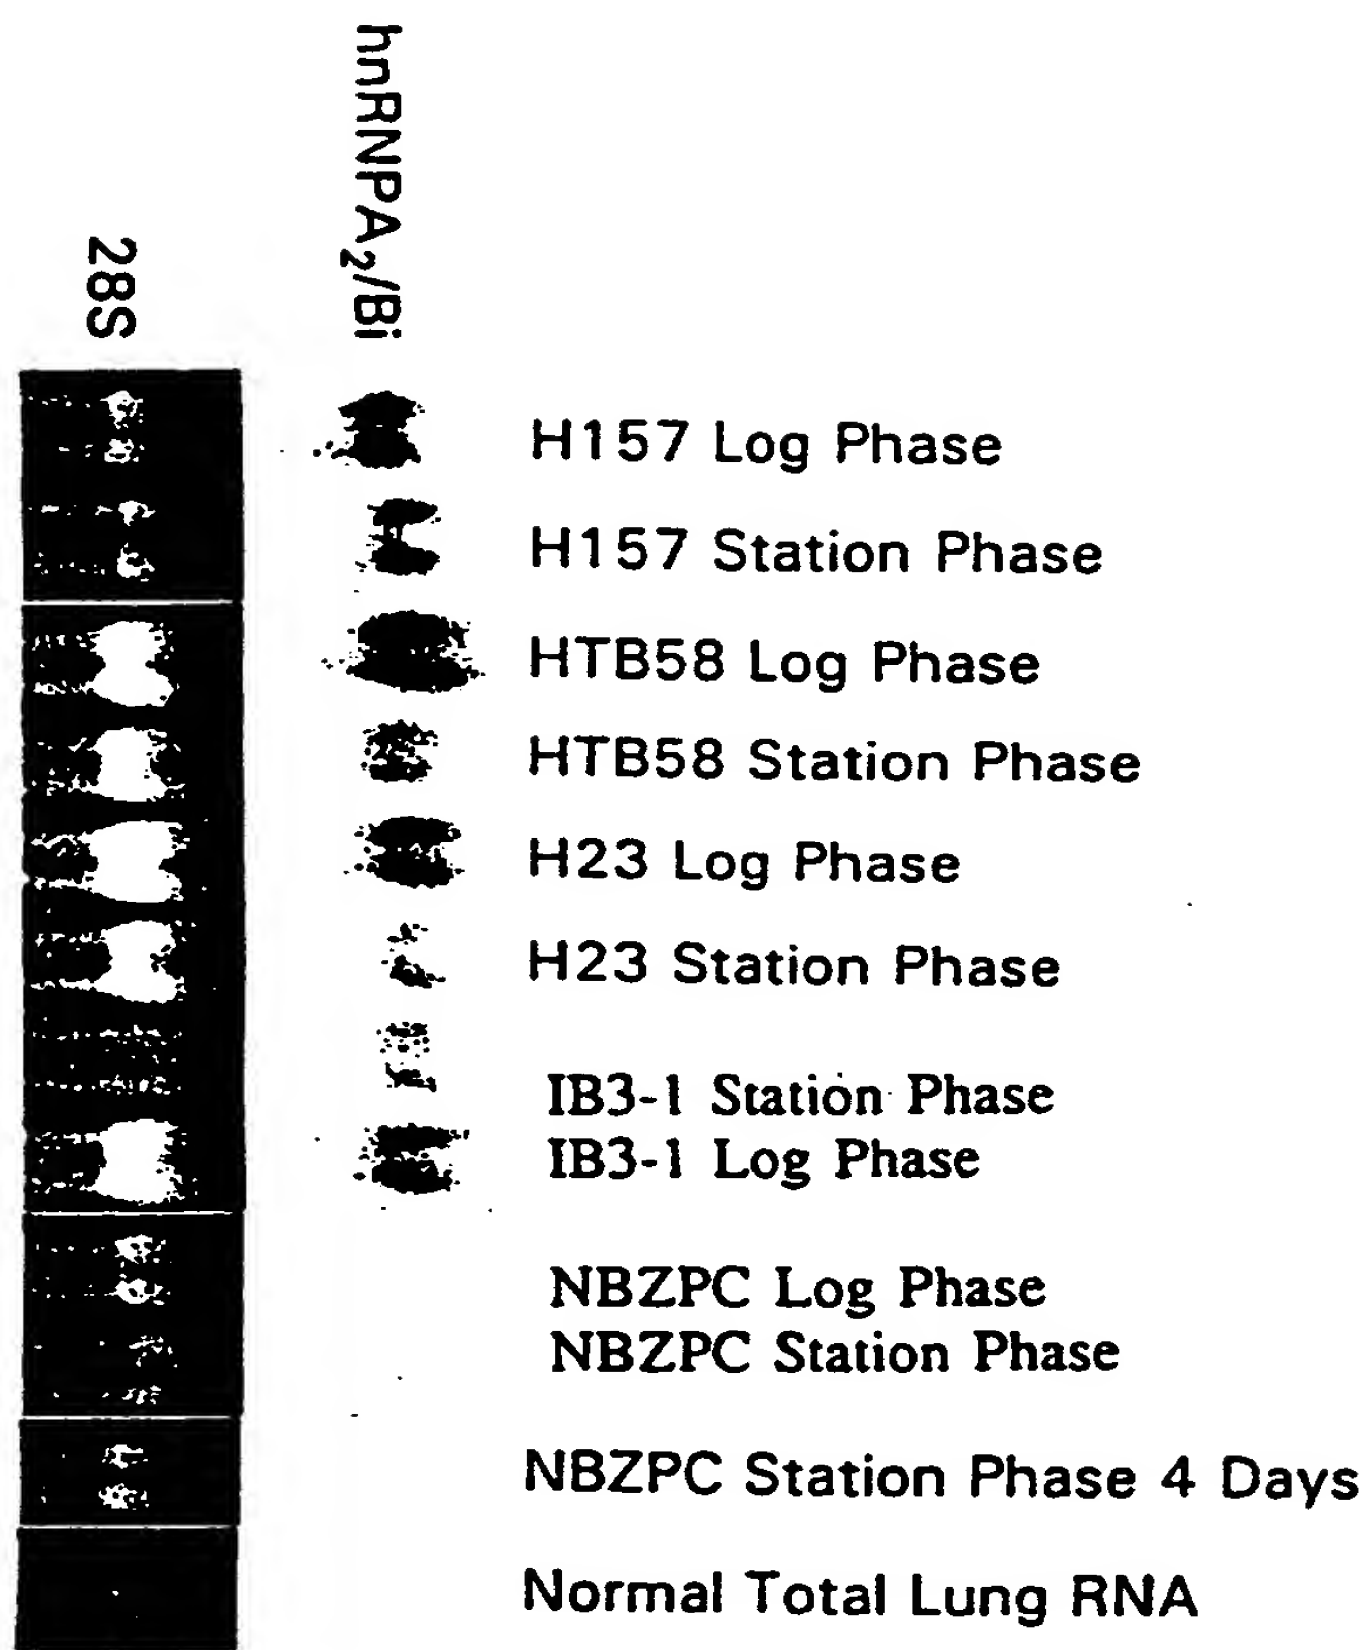 hnRNPA₂/Bi
28S
H157 Log Phase
H157 Station Phase
HTB58 Log Phase
HTB58 Station Phase
H23 Log Phase
H23 Station Phase
IB3-1 Station Phase
IB3-1 Log Phase
NBZPC Log Phase
NBZPC Station Phase
NBZPC Station Phase 4 Days
Normal Total Lung RNA